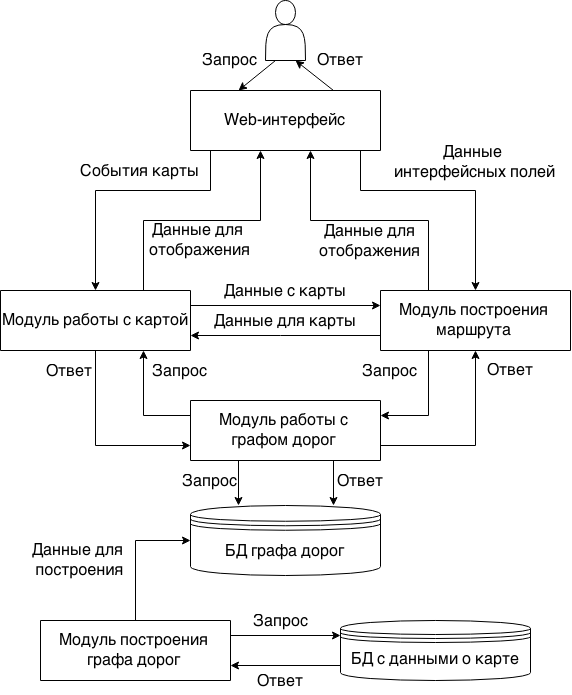 Запрос
Ответ
Web-интерфейс
События карты
Данные
интерфейсных полей
Данные для
отображения
Данные для
отображения
Модуль работы с картой
Данные с карты
Данные для карты
Модуль построения
маршрута
Ответ
Запрос
Запрос
Ответ
Модуль работы с
графом дорог
Запрос
Ответ
БД графа дорог
Данные для
построения
Модуль построения
графа дорог
Запрос
Ответ
БД с данными о карте